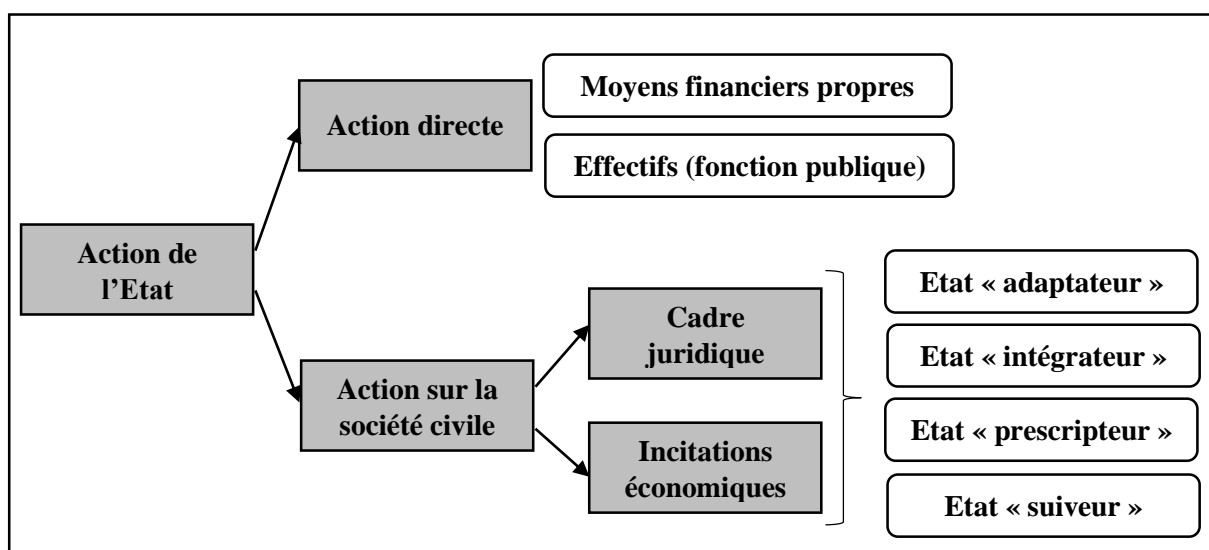 Action de
l’Etat
Action directe
Moyens financiers propres
Effectifs (fonction publique)
Action sur la
société civile
Cadre
juridique
Incitations
économiques
Etat « adaptateur »
Etat « intégrateur »
Etat « prescripteur »
Etat « suiveur »